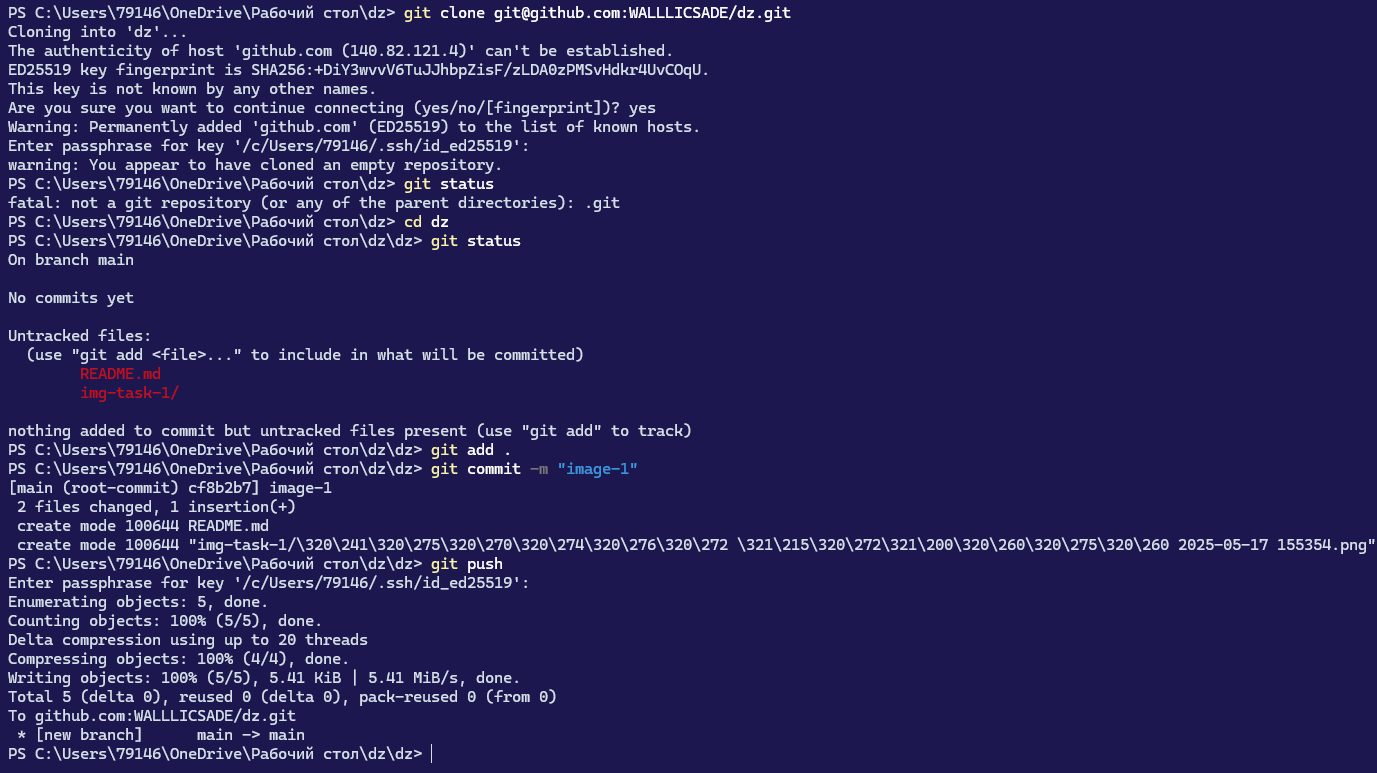 PS C:\Users\79146\OneDrive\Рабочий стол\dz> git clone git@github.com:WALLLICSADE/dz.git
Cloning into 'dz'...
The authenticity of host 'github.com (140.82.121.4)' can't be established.
ED25519 key fingerprint is SHA256:+DiY3wvvV6TuJJhbpZisF/zLDA0zPMSvHdkr4UvCOqU.
This key is not known by any other names.
Are you sure you want to continue connecting (yes/no/[fingerprint])? yes
Warning: Permanently added 'github.com' (ED25519) to the list of known hosts.
Enter passphrase for key '/c/Users/79146/.ssh/id_ed25519':
warning: You appear to have cloned an empty repository.
PS C:\Users\79146\OneDrive\Рабочий стол\dz> git status
fatal: not a git repository (or any of the parent directories): .git
PS C:\Users\79146\OneDrive\Рабочий стол\dz> cd dz
PS C:\Users\79146\OneDrive\Рабочий стол\dz\dz> git status
On branch main

No commits yet

Untracked files:
  (use "git add <file>..." to include in what will be committed)
        README.md
        img-task-1/

nothing added to commit but untracked files present (use "git add" to track)
PS C:\Users\79146\OneDrive\Рабочий стол\dz\dz> git add .
PS C:\Users\79146\OneDrive\Рабочий стол\dz\dz> git commit -m "image-1"
[main (root-commit) cf8b2b7] image-1
 2 files changed, 1 insertion(+)
 create mode 100644 README.md
 create mode 100644 "img-task-1/\320\241\320\275\320\270\320\274\320\276\320\272 \321\215\320\272\321\200\320\260\320\275\320\260 2025-05-17 155354.png"
PS C:\Users\79146\OneDrive\Рабочий стол\dz\dz> git push
Enter passphrase for key '/c/Users/79146/.ssh/id_ed25519':
Enumerating objects: 5, done.
Counting objects: 100% (5/5), done.
Delta compression using up to 20 threads
Compressing objects: 100% (4/4), done.
Writing objects: 100% (5/5), 5.41 KiB | 5.41 MiB/s, done.
Total 5 (delta 0), reused 0 (delta 0), pack-reused 0 (from 0)
To github.com:WALLLICSADE/dz.git
 * [new branch]      main -> main
PS C:\Users\79146\OneDrive\Рабочий стол\dz\dz>